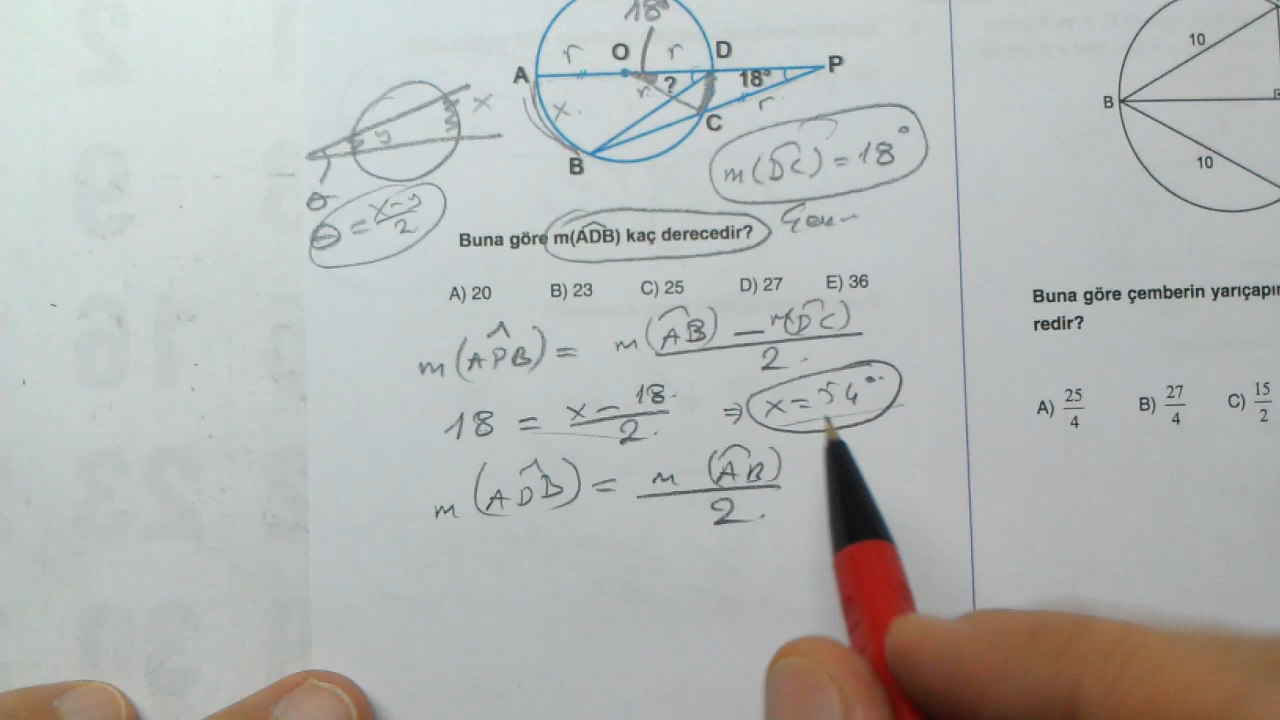 18°
r O r D P
A ? 18°
r r
x.
C
B
x
y
θ
θ = x-y / 2
m(DC) = 18°
Buna göre m(ADB) kaç derecedir?
A) 20 B) 23 C) 25 D) 27 E) 36
m(APB) = m(AB) - m(DC) / 2.
18 = x - 18. / 2. ⇒ x = 54°
m(ADB) = m(AB) / 2.
10
B
10
Buna göre çemberin yarıçapı
redir?
A) 25/4 B) 27/4 C) 15/2